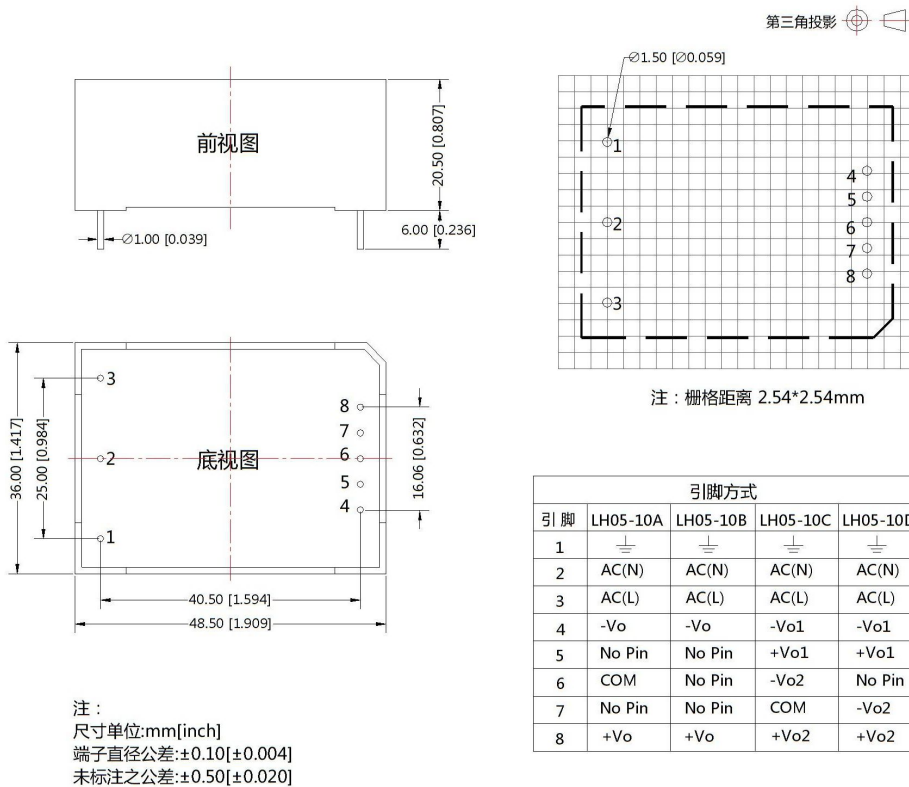 第三角投影
∅1.50 [∅0.059]
前视图
20.50 [0.807]
6.00 [0.236]
∅1.00 [0.039]
1
2
3
4
5
6
7
8
注：栅格距离 2.54*2.54mm
36.00 [1.417]
25.00 [0.984]
3
2
1
底视图
8
7
6
5
4
16.06 [0.632]
40.50 [1.594]
48.50 [1.909]
引脚方式
引 脚 LH05-10A LH05-10B LH05-10C LH05-10D
1
2 AC(N) AC(N) AC(N) AC(N)
3 AC(L) AC(L) AC(L) AC(L)
4 -Vo -Vo -Vo1 -Vo1
5 No Pin No Pin +Vo1 +Vo1
6 COM No Pin -Vo2 No Pin
7 No Pin No Pin COM -Vo2
8 +Vo +Vo +Vo2 +Vo2
注：
尺寸单位:mm[inch]
端子直径公差:±0.10[±0.004]
未标注之公差:±0.50[±0.020]